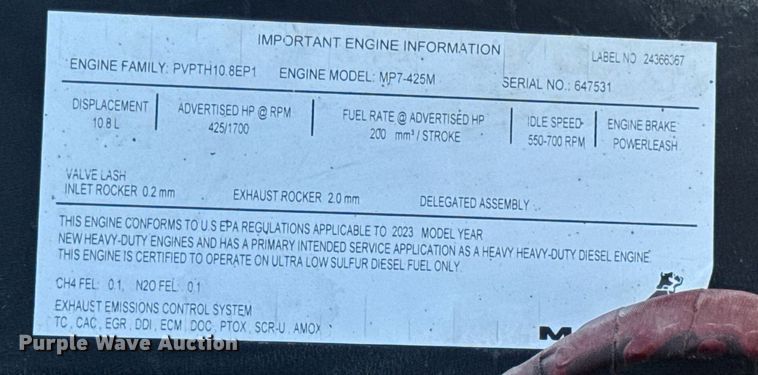 IMPORTANT ENGINE INFORMATION
LABEL NO 24366367
ENGINE FAMILY: PVPTH10.8EP1 ENGINE MODEL: MP7-425M SERIAL NO.: 647531
DISPLACEMENT
10.8 L
ADVERTISED HP @ RPM
425/1700
FUEL RATE @ ADVERTISED HP
200 mm³ / STROKE
IDLE SPEED
550-700 RPM
ENGINE BRAKE
POWERLEASH
VALVE LASH
INLET ROCKER 0.2 mm EXHAUST ROCKER 2.0 mm DELEGATED ASSEMBLY
THIS ENGINE CONFORMS TO U.S EPA REGULATIONS APPLICABLE TO 2023 MODEL YEAR
NEW HEAVY-DUTY ENGINES AND HAS A PRIMARY INTENDED SERVICE APPLICATION AS A HEAVY HEAVY-DUTY DIESEL ENGINE.
THIS ENGINE IS CERTIFIED TO OPERATE ON ULTRA LOW SULFUR DIESEL FUEL ONLY.
CH4 FEL: 0.1, N2O FEL: 0.1
EXHAUST EMISSIONS CONTROL SYSTEM
TC , CAC , EGR , DDI , ECM , DOC , PTOX , SCR-U , AMOX
M
Purple Wave Auction